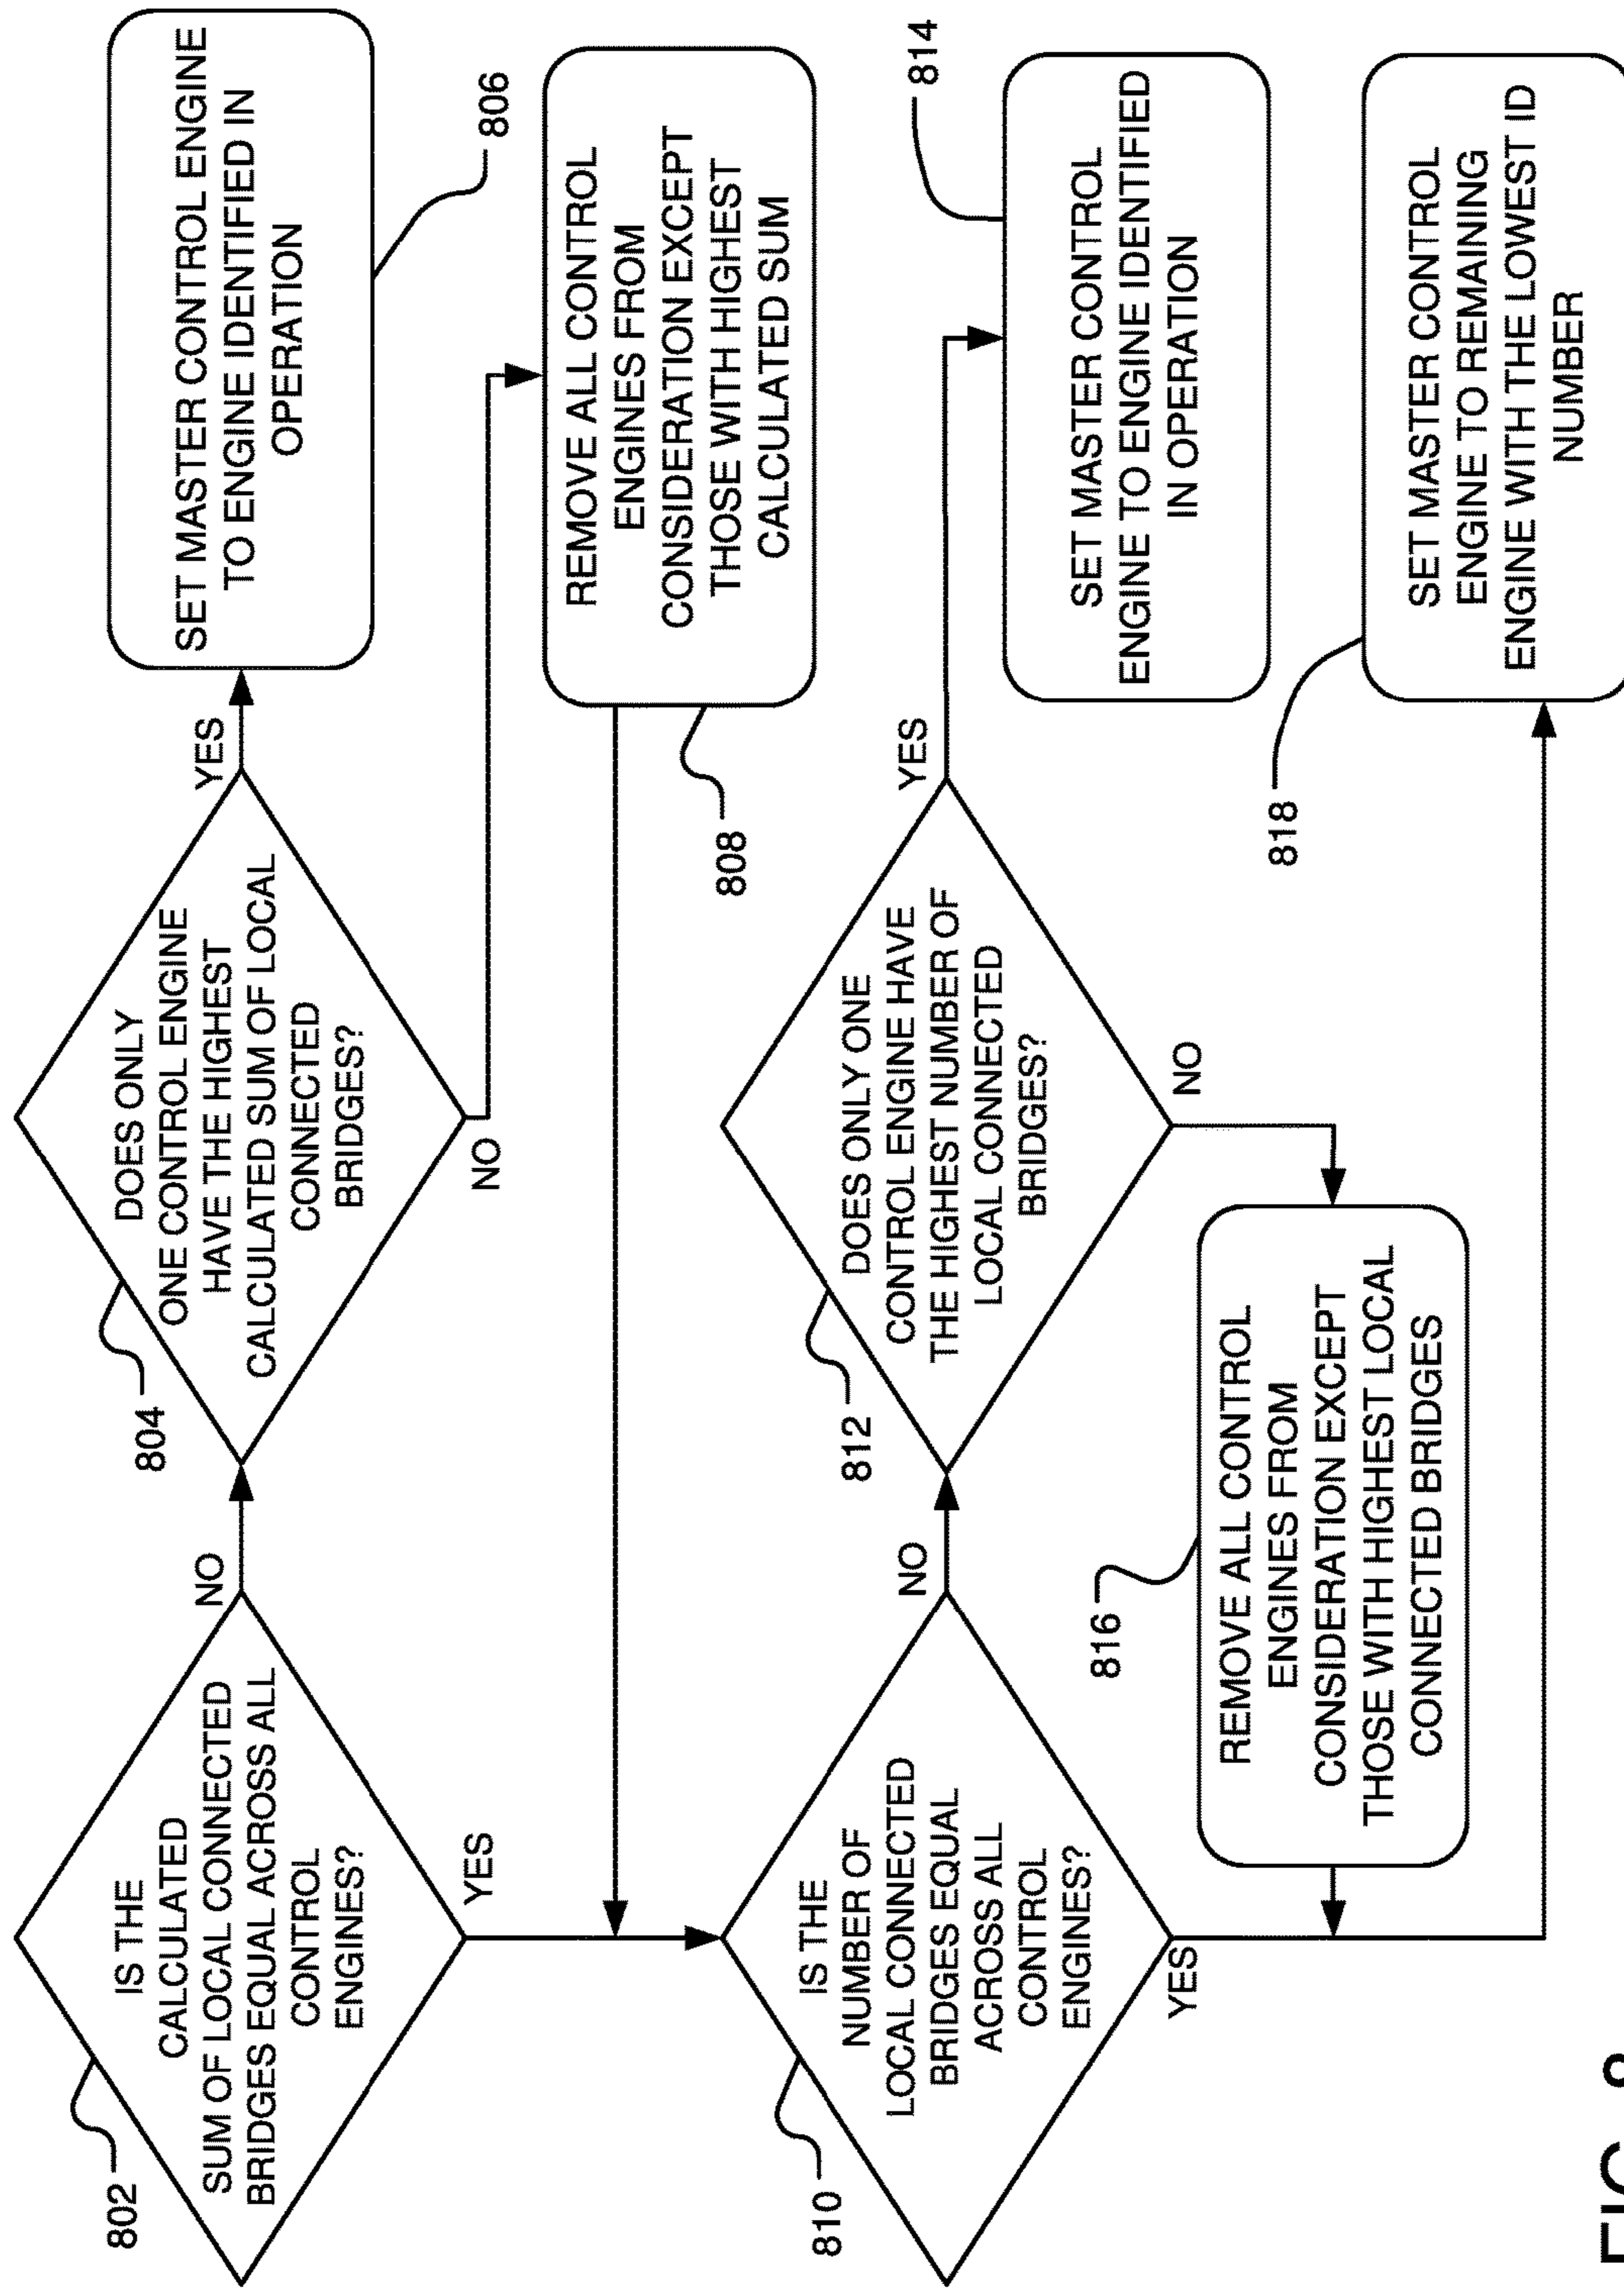 802
IS THE
CALCULATED
SUM OF LOCAL CONNECTED
BRIDGES EQUAL ACROSS ALL
CONTROL
ENGINES?
NO
YES
804
DOES ONLY
ONE CONTROL ENGINE
HAVE THE HIGHEST
CALCULATED SUM OF LOCAL
CONNECTED
BRIDGES?
YES
NO
SET MASTER CONTROL ENGINE
TO ENGINE IDENTIFIED IN
OPERATION
806
REMOVE ALL CONTROL
ENGINES FROM
CONSIDERATION EXCEPT
THOSE WITH HIGHEST
CALCULATED SUM
808
810
IS THE
NUMBER OF
LOCAL CONNECTED
BRIDGES EQUAL
ACROSS ALL
CONTROL
ENGINES?
NO
YES
812
DOES ONLY ONE
CONTROL ENGINE HAVE
THE HIGHEST NUMBER OF
LOCAL CONNECTED
BRIDGES?
YES
NO
814
SET MASTER CONTROL
ENGINE TO ENGINE IDENTIFIED
IN OPERATION
816
REMOVE ALL CONTROL
ENGINES FROM
CONSIDERATION EXCEPT
THOSE WITH HIGHEST LOCAL
CONNECTED BRIDGES
818
SET MASTER CONTROL
ENGINE TO REMAINING
ENGINE WITH THE LOWEST ID
NUMBER
FIG. 8